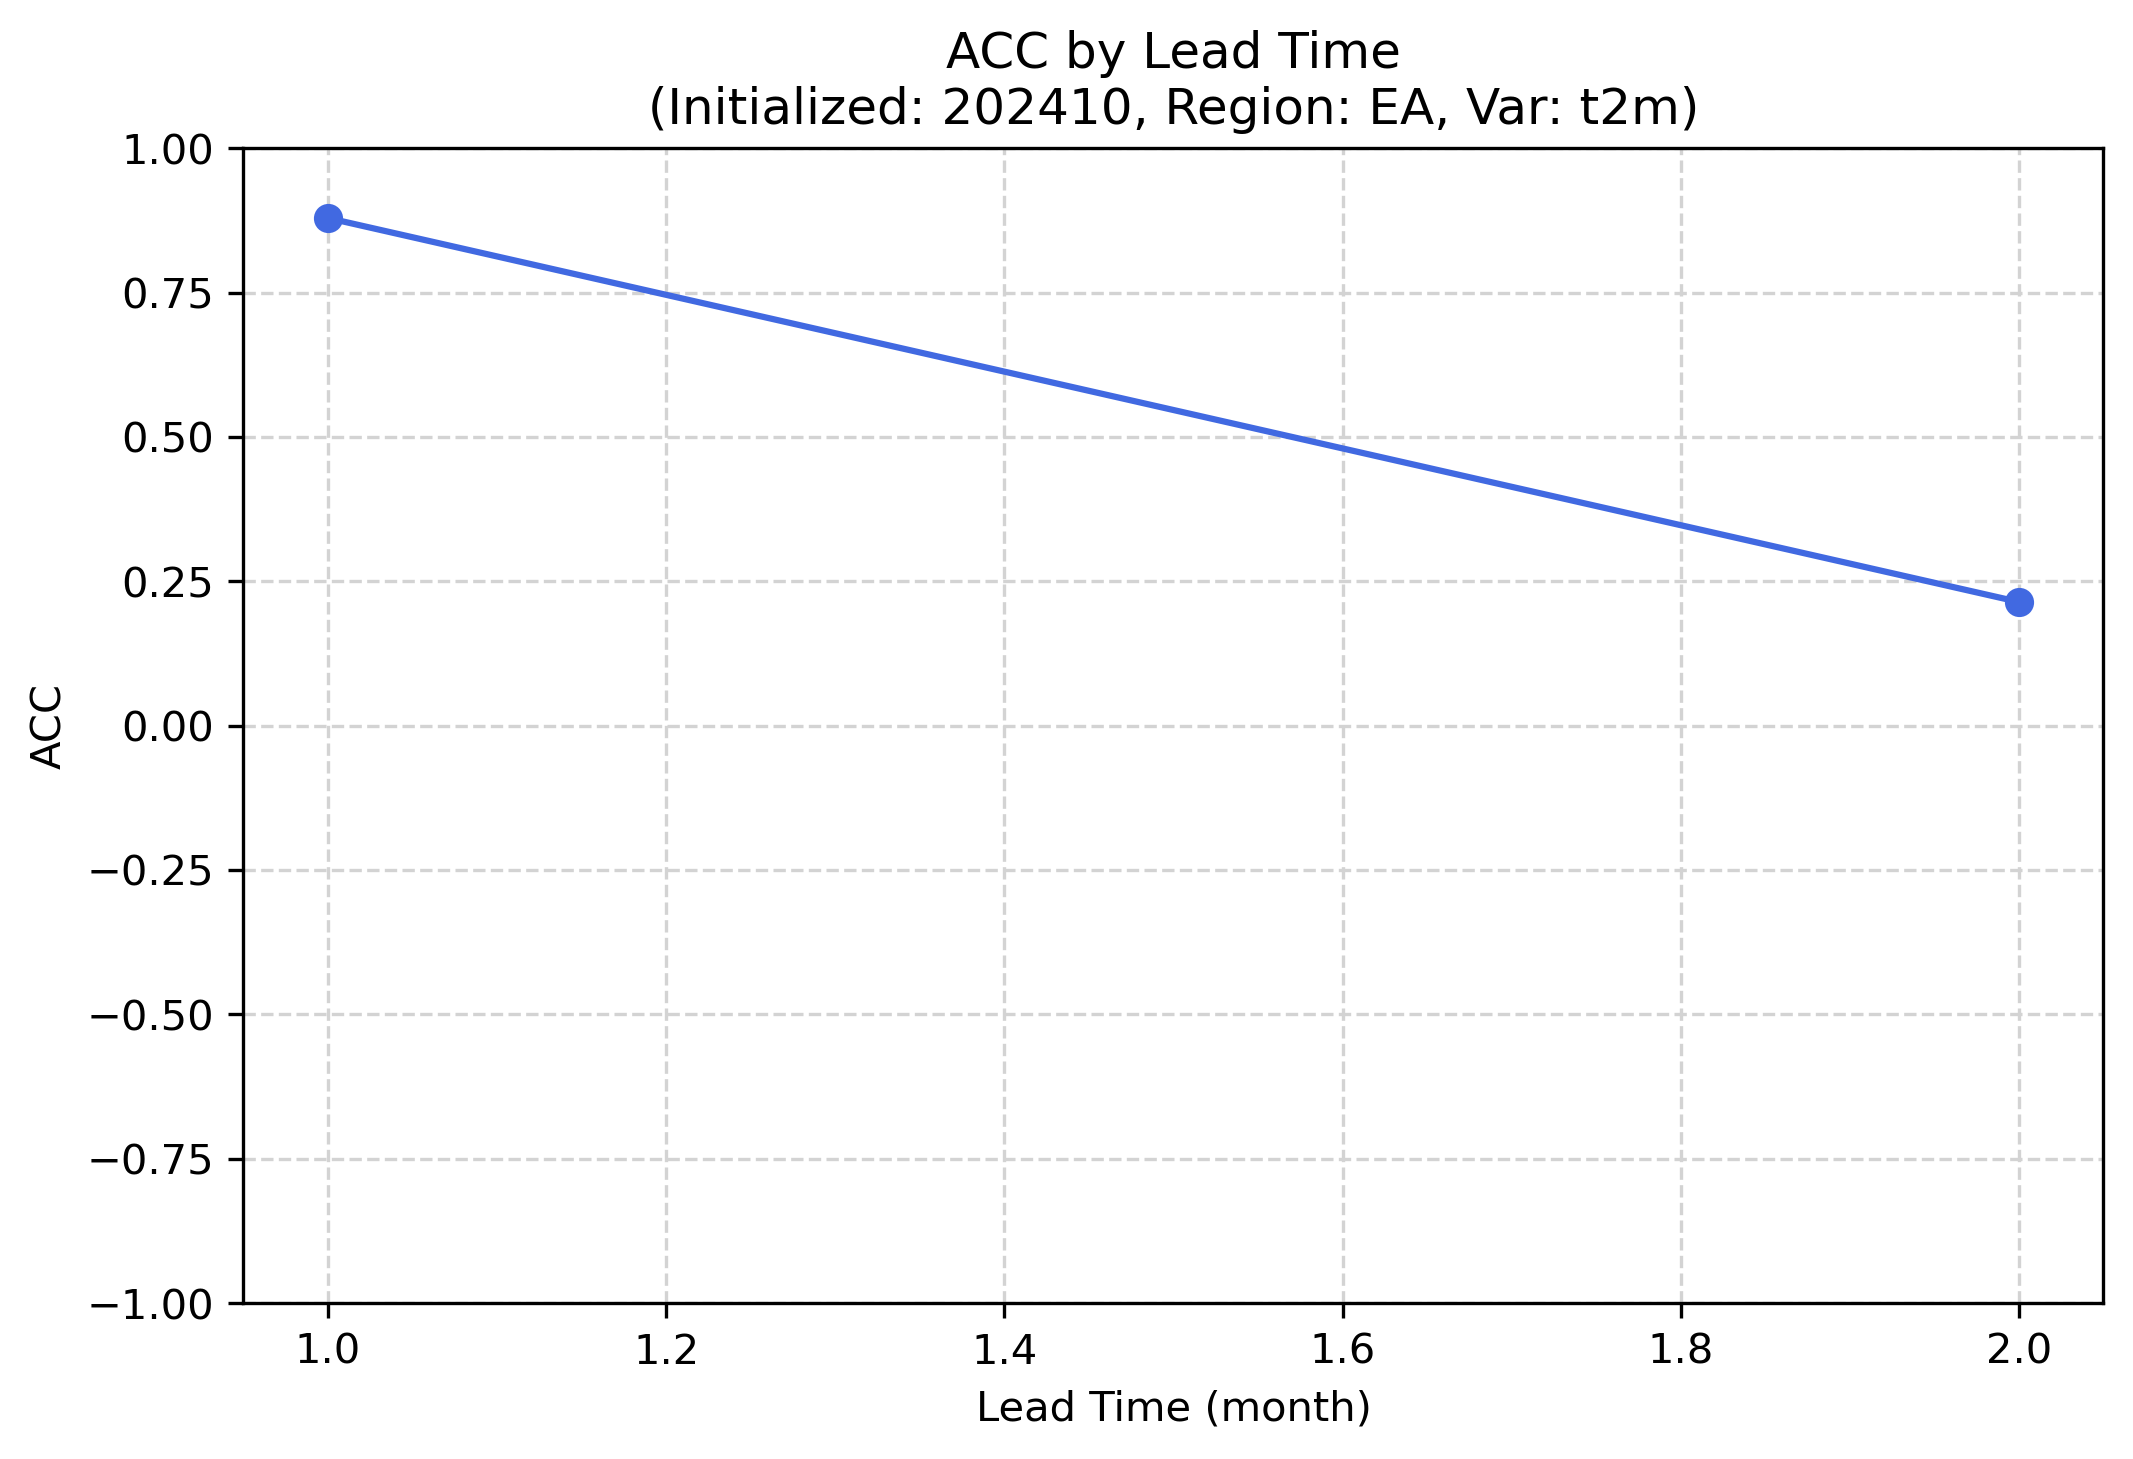 ACC by Lead Time
(Initialized: 202410, Region: EA, Var: t2m)
1.00
0.75
0.50
0.25
0.00
−0.25
−0.50
−0.75
−1.00
ACC
1.0 1.2 1.4 1.6 1.8 2.0
Lead Time (month)